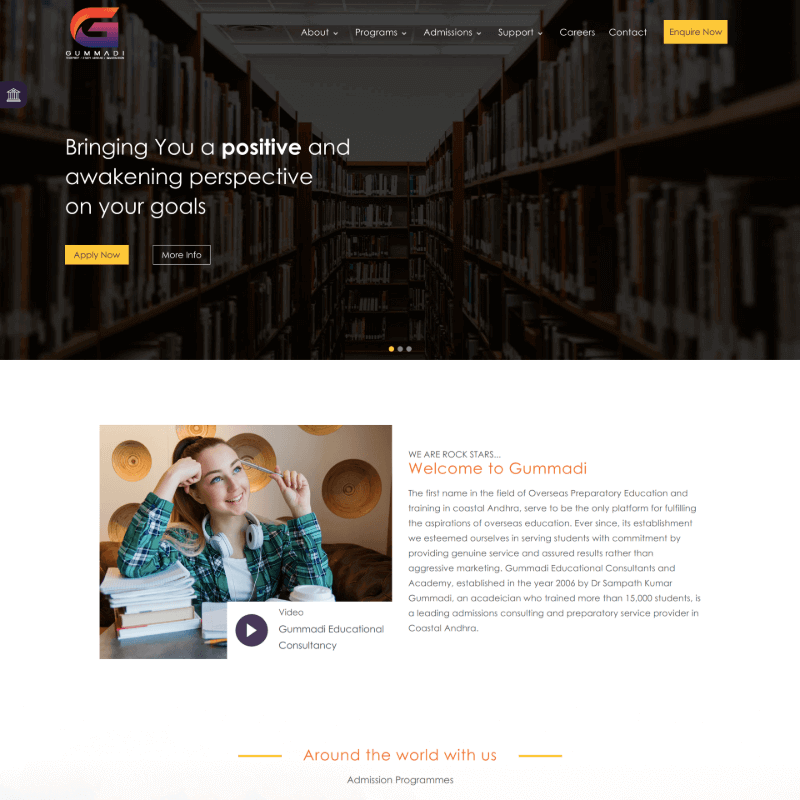 GUMMADI
About Programs Admissions Support Careers Contact Enquire Now
Bringing You a positive and
awakening perspective
on your goals
Apply Now More Info
WE ARE ROCK STARS...
Welcome to Gummadi
The first name in the field of Overseas Preparatory Education and
training in coastal Andhra, serve to be the only platform for fulfilling
the aspirations of overseas education. Ever since, its establishment
we esteemed ourselves in serving students with commitment by
providing genuine service and assured results rather than
aggressive marketing. Gummadi Educational Consultants and
Academy, established in the year 2006 by Dr Sampath Kumar
Gummadi, an acadeician who trained more than 15,000 students, is
a leading admissions consulting and preparatory service provider in
Coastal Andhra.
Video
Gummadi Educational
Consultancy
Around the world with us
Admission Programmes